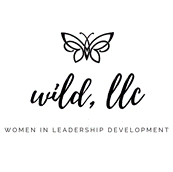 wild, llc
WOMEN IN LEADERSHIP DEVELOPMENT